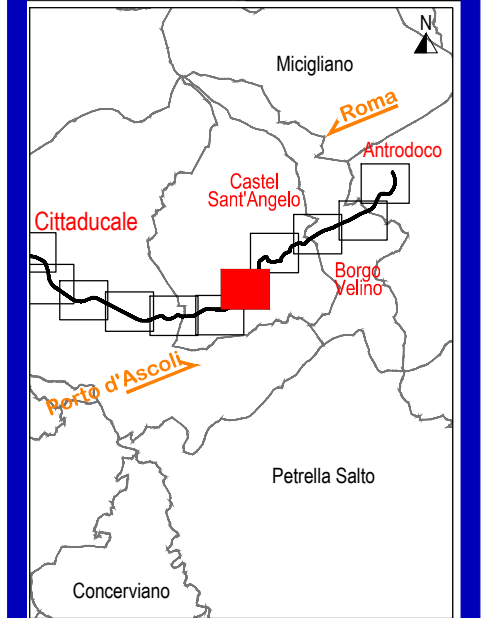 N
Micigliano
Roma
Antrodoco
Castel
Sant'Angelo
Cittaducale
Borgo
Velino
Porto d'Ascoli
Petrella Salto
Concerviano